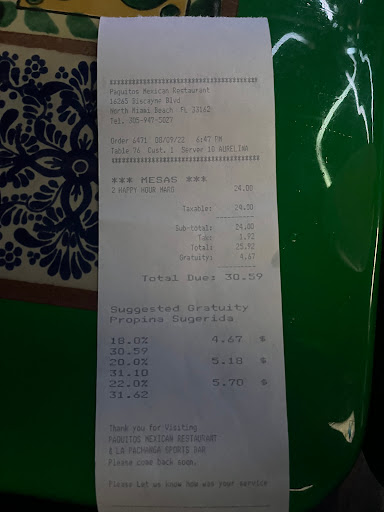 Paquitos Mexican Restaurant
16265 Biscayne Blvd
North Miami Beach FL 33162
Tel. 305-947-5027
Order 6471 08/09/22 6:47 PM
Table 76 Cust. 1 Server 10 AURELINA
*** MESAS ***
2 HAPPY HOUR MARG 24.00
Taxable: 24.00
Sub-total: 24.00
Tax: 1.92
Total: 25.92
Gratuity: 4.67
Total Due: 30.59
Suggested Gratuity
Propina Sugerida
18.0% 4.67 $
30.59
20.0% 5.18 $
31.10
22.0% 5.70 $
31.62
Thank you for Visiting
PAQUITOS MEXICAN RESTAURANT
& LA PACHANGA SPORTS BAR
Please come back soon.
Please Let we know how was your service